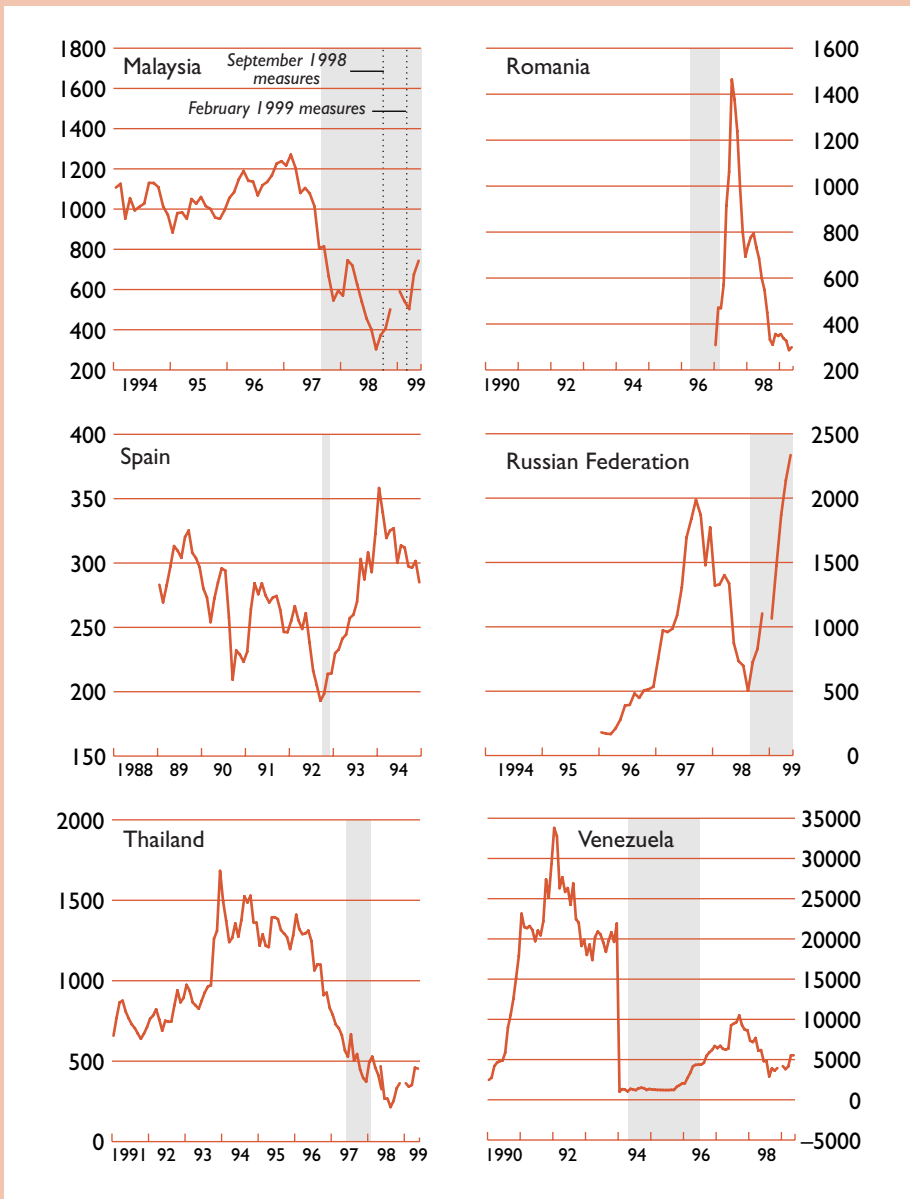 1800
1600
1400
1200
1000
800
600
400
200
Malaysia
September 1998
measures
February 1999 measures
1994 95 96 97 98 99
Romania
1600
1400
1200
1000
800
600
400
200
1990 92 94 96 98
400
350
300
250
200
150
Spain
1988 89 90 91 92 93 94
Russian Federation
2500
2000
1500
1000
500
0
1994 95 96 97 98 99
2000
1500
1000
500
0
Thailand
1991 92 93 94 95 96 97 98 99
Venezuela
35000
30000
25000
20000
15000
10000
5000
0
–5000
1990 92 94 96 98